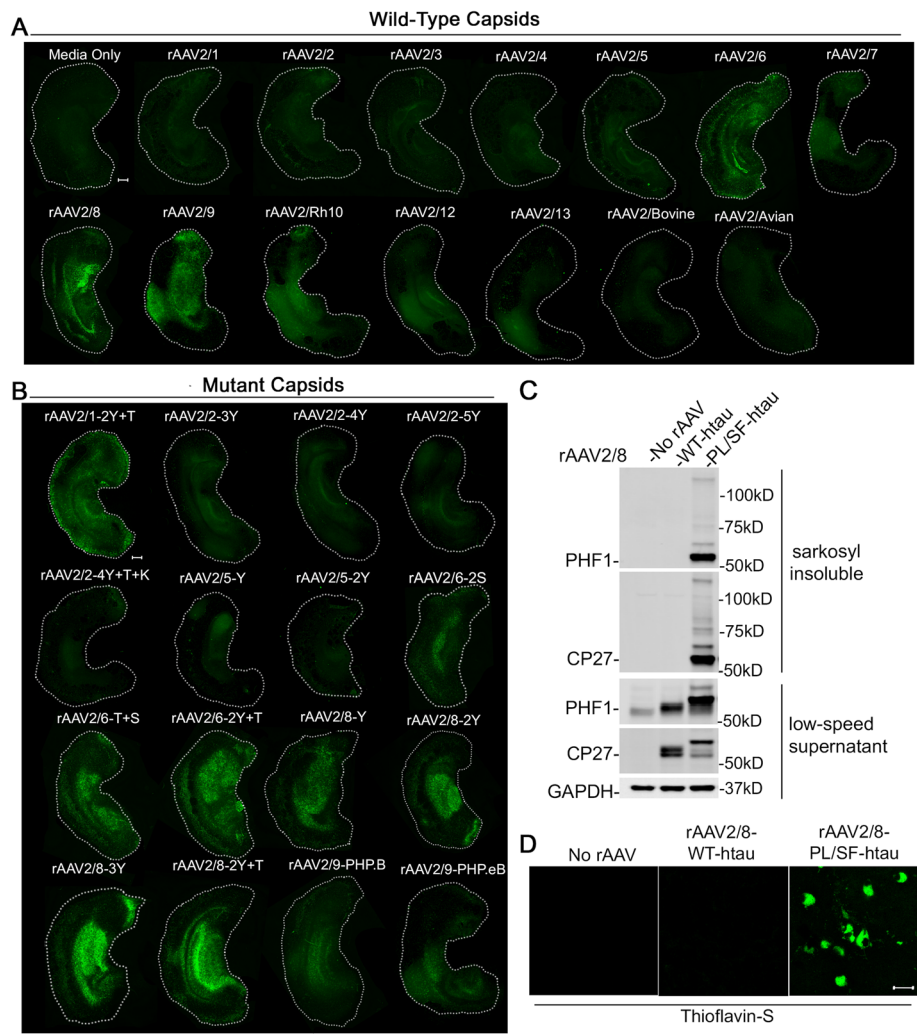 A
Wild-Type Capsids
Media Only rAAV2/1 rAAV2/2 rAAV2/3 rAAV2/4 rAAV2/5 rAAV2/6 rAAV2/7
rAAV2/8 rAAV2/9 rAAV2/Rh10 rAAV2/12 rAAV2/13 rAAV2/Bovine rAAV2/Avian
B
Mutant Capsids
rAAV2/1-2Y+T rAAV2/2-3Y rAAV2/2-4Y rAAV2/2-5Y
rAAV2/2-4Y+T+K rAAV2/5-Y rAAV2/5-2Y rAAV2/6-2S
rAAV2/6-T+S rAAV2/6-2Y+T rAAV2/8-Y rAAV2/8-2Y
rAAV2/8-3Y rAAV2/8-2Y+T rAAV2/9-PHP.B rAAV2/9-PHP.eB
C
rAAV2/8
-No rAAV
-WT-htau
-PL/SF-htau
-100kD
-75kD
PHF1-
-50kD
-100kD
-75kD
CP27-
-50kD
sarkosyl
insoluble
PHF1-
-50kD
CP27-
-50kD
GAPDH-
-37kD
low-speed
supernatant
D
No rAAV
rAAV2/8-
WT-htau
rAAV2/8-
PL/SF-htau
Thioflavin-S